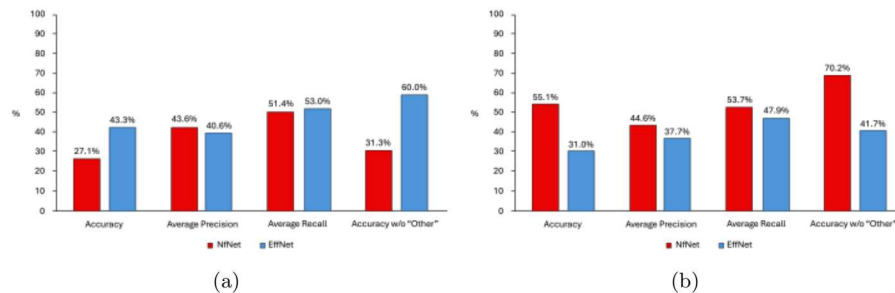 100
90
80
70
60
50
40
30
20
10
0
%
27.1%
43.3%
43.6%
40.6%
51.4%
53.0%
31.3%
60.0%
Accuracy
Average Precision
Average Recall
Accuracy w/o "Other"
NfNet
EffNet
(a)
100
90
80
70
60
50
40
30
20
10
0
%
55.1%
31.0%
44.6%
37.7%
53.7%
47.9%
70.2%
41.7%
Accuracy
Average Precision
Average Recall
Accuracy w/o "Other"
NfNet
EffNet
(b)